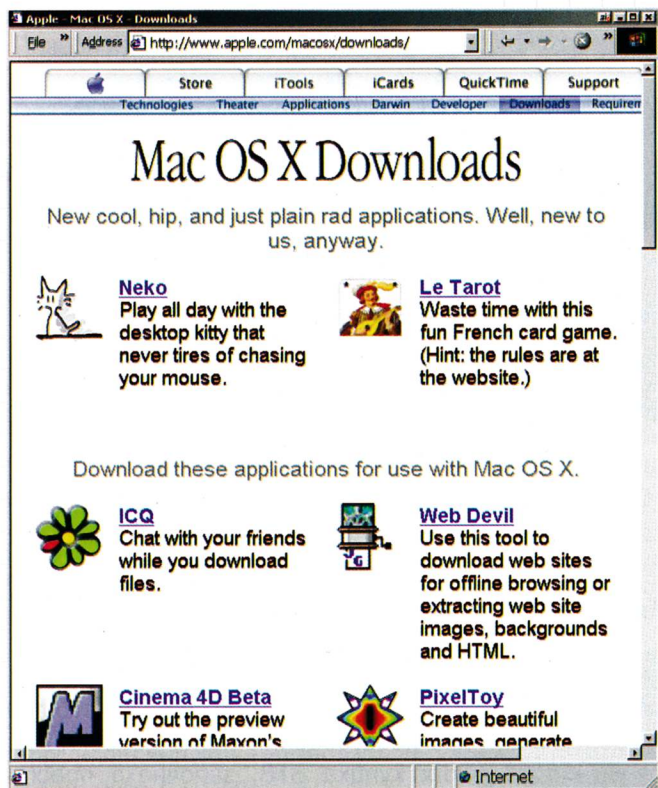 Apple - Mac OS X - Downloads
File » Address http://www.apple.com/macosx/downloads/ »
Store iTools iCards QuickTime Support
Technologies Theater Applications Darwin Developer Downloads Requirem
Mac OS X Downloads
New cool, hip, and just plain rad applications. Well, new to
us, anyway.
Neko
Play all day with the
desktop kitty that
never tires of chasing
your mouse.
Le Tarot
Waste time with this
fun French card game.
(Hint: the rules are at
the website.)
Download these applications for use with Mac OS X.
ICQ
Chat with your friends
while you download
files.
Web Devil
Use this tool to
download web sites
for offline browsing or
extracting web site
images, backgrounds
and HTML.
Cinema 4D Beta
Try out the preview
version of Maxon's
PixelToy
Create beautiful
images, generate
Internet